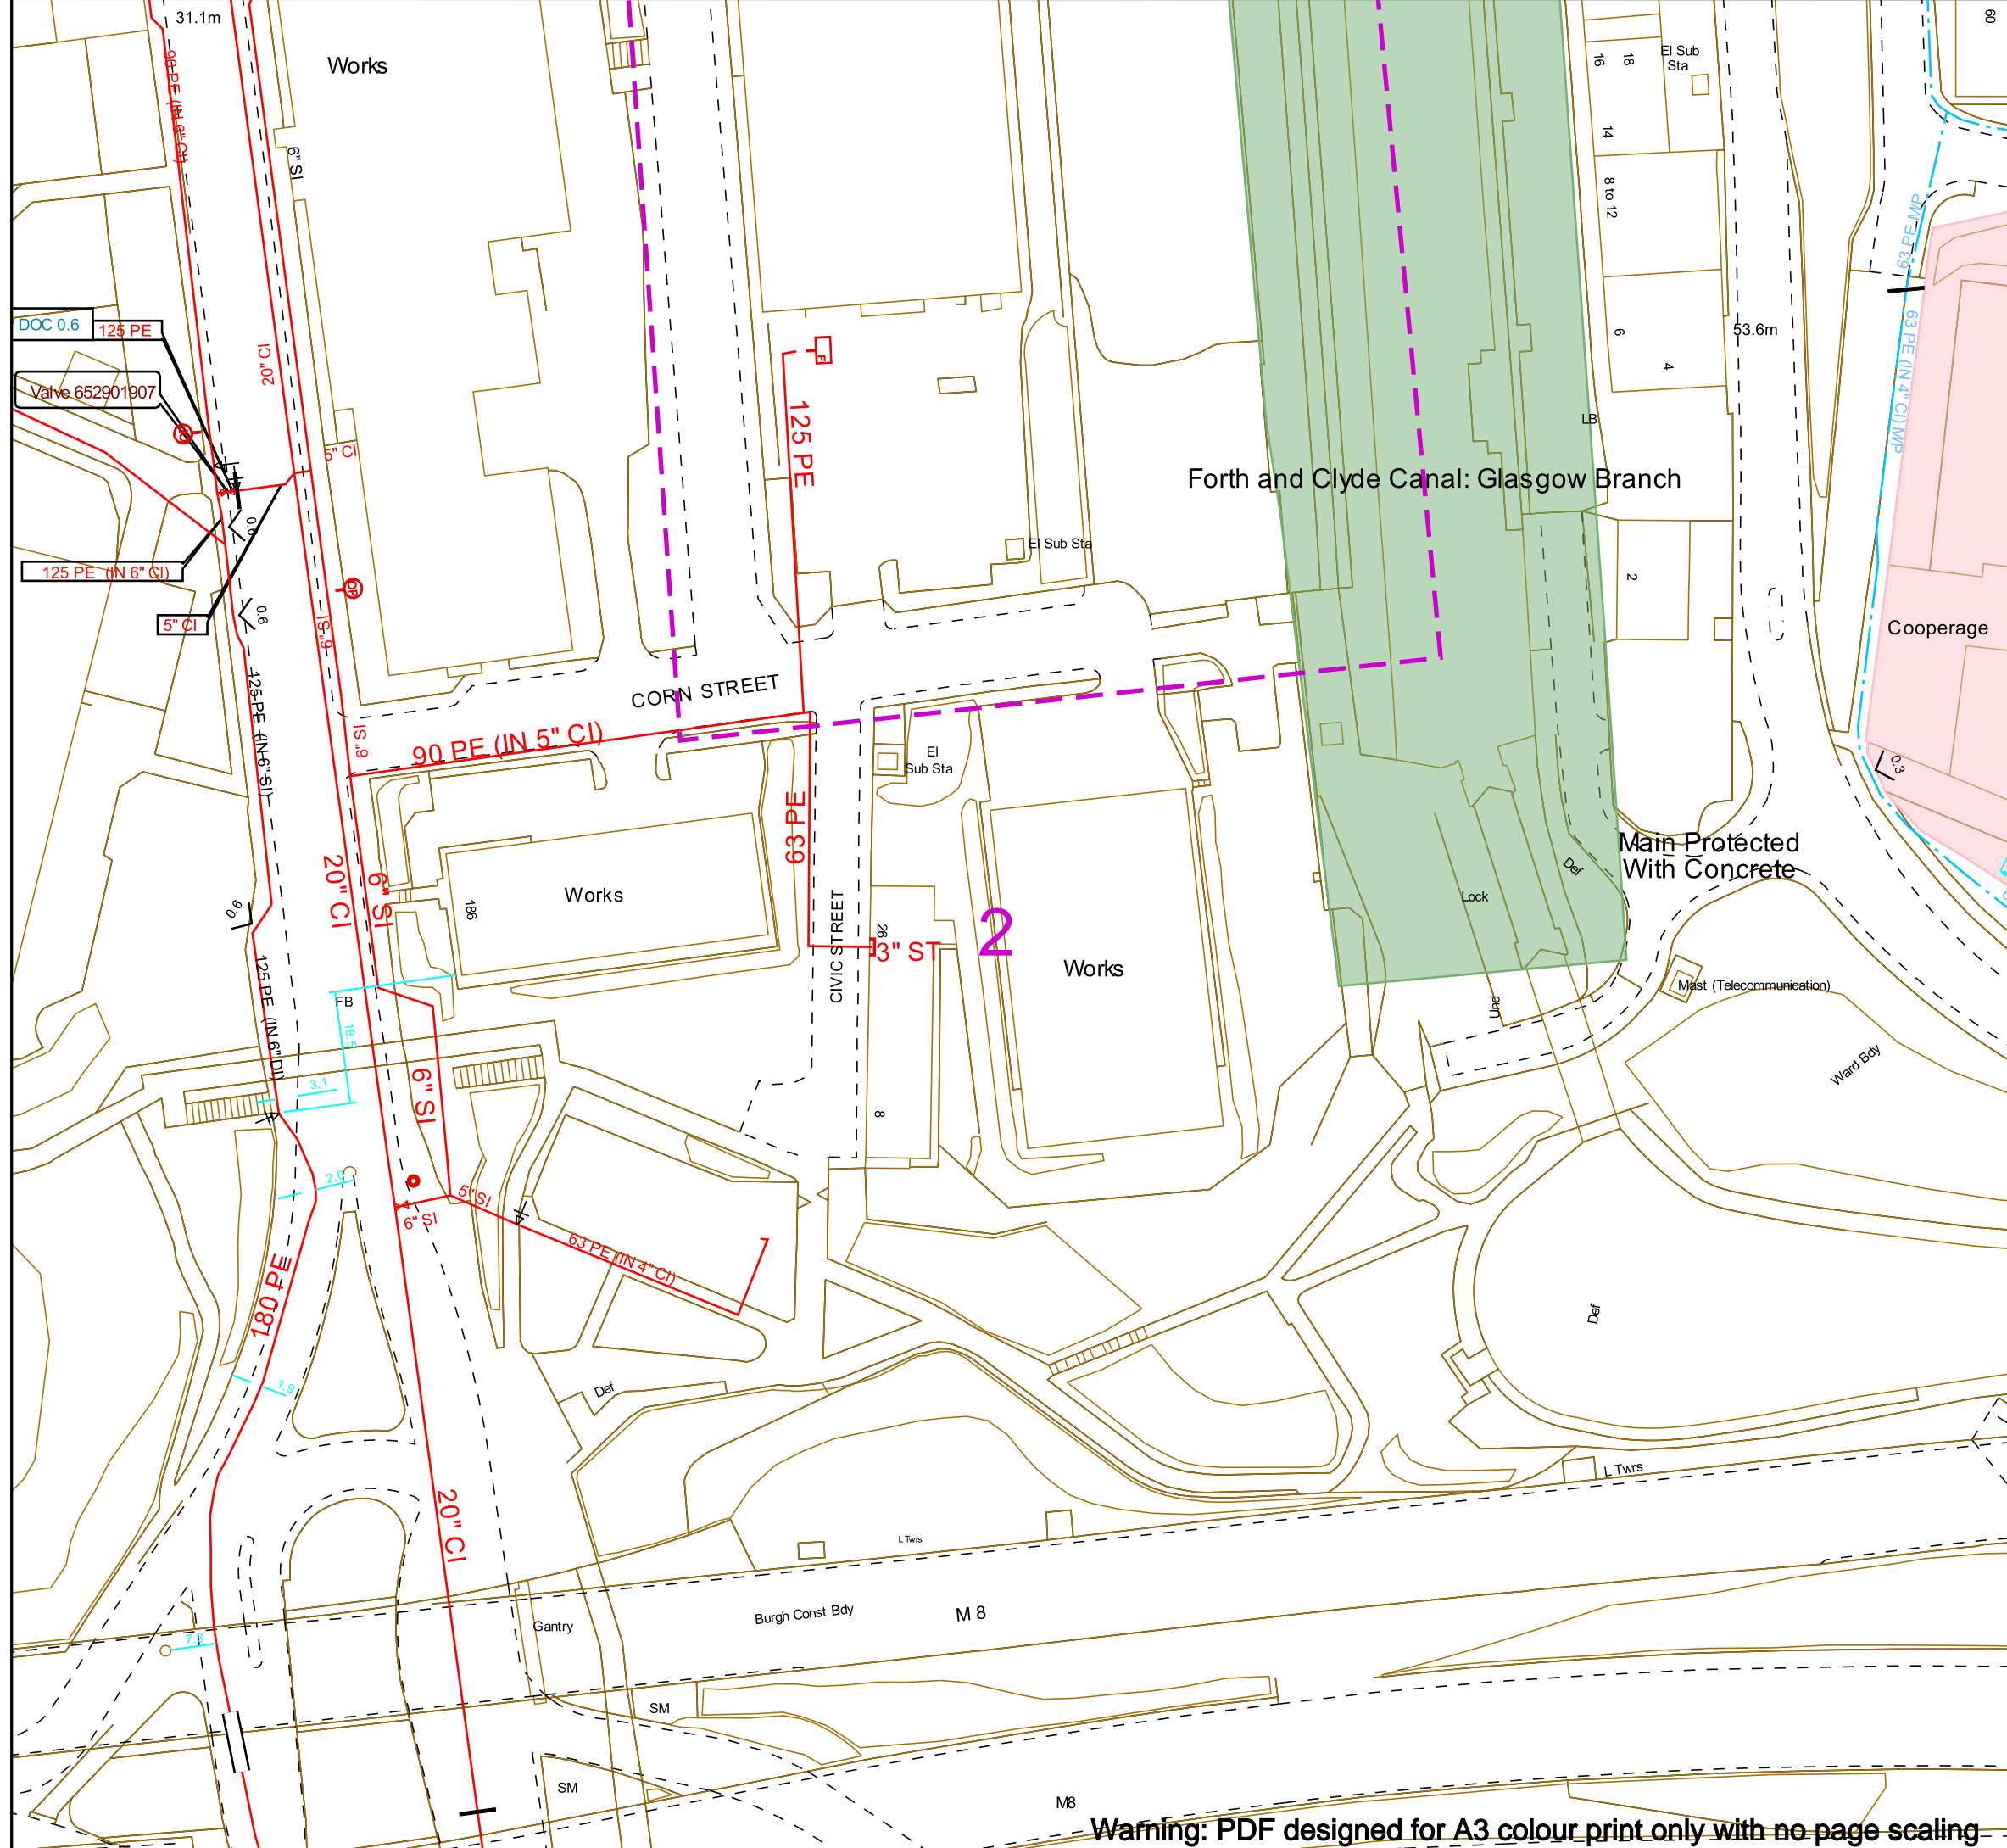 31.1m
Works
90 PE (IN 6" CI)
6" SI
El Sub
Sta
16
18
14
8 to 12
6
4
60
63 PE MP
63 PE (IN 4" CI) MP
53.6m
DOC 0.6
125 PE
20" CI
Valve 652901907
5" CI
125 PE
LB
Forth and Clyde Canal: Glasgow Branch
0.6
El Sub Sta
125 PE (IN 6" CI)
2
0.6
5" CI
6" SI
Cooperage
125 PE (IN 6" SI)
CORN STREET
6" SI
90 PE (IN 5" CI)
El
Sub Sta
0.3
63 PE
Main Protected
With Concrete
Def
20" CI
6" SI
186
Works
Lock
0.6
26
2
3" ST
CIVIC STREET
Works
125 PE (IN 6" DI)
FB
18.5
Mast (Telecommunication)
Und
Ward Bdy
3.1
6" SI
8
2.0
5" SI
6" SI
63 PE (IN 4" CI)
180 PE
Def
1.9
Def
L Twrs
20" CI
L Twrs
Burgh Const Bdy
M 8
Gantry
SM
SM
M8
Warning: PDF designed for A3 colour print only with no page scaling